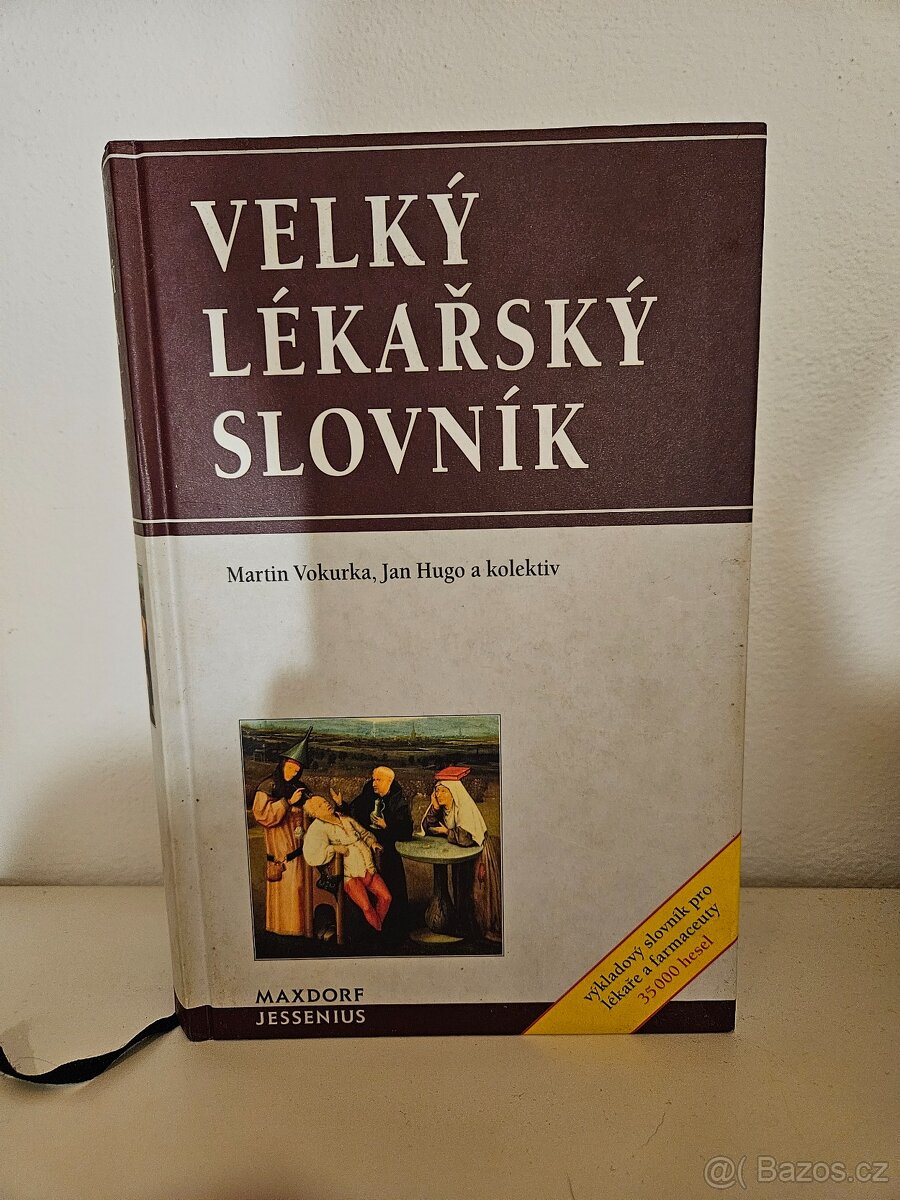 VELKÝ
LÉKAŘSKÝ
SLOVNÍK
Martin Vokurka, Jan Hugo a kolektiv
výkladový slovník pro
lékaře a farmaceuty
35 000 hesel
MAXDORF
JESSENIUS
@( Bazos.cz